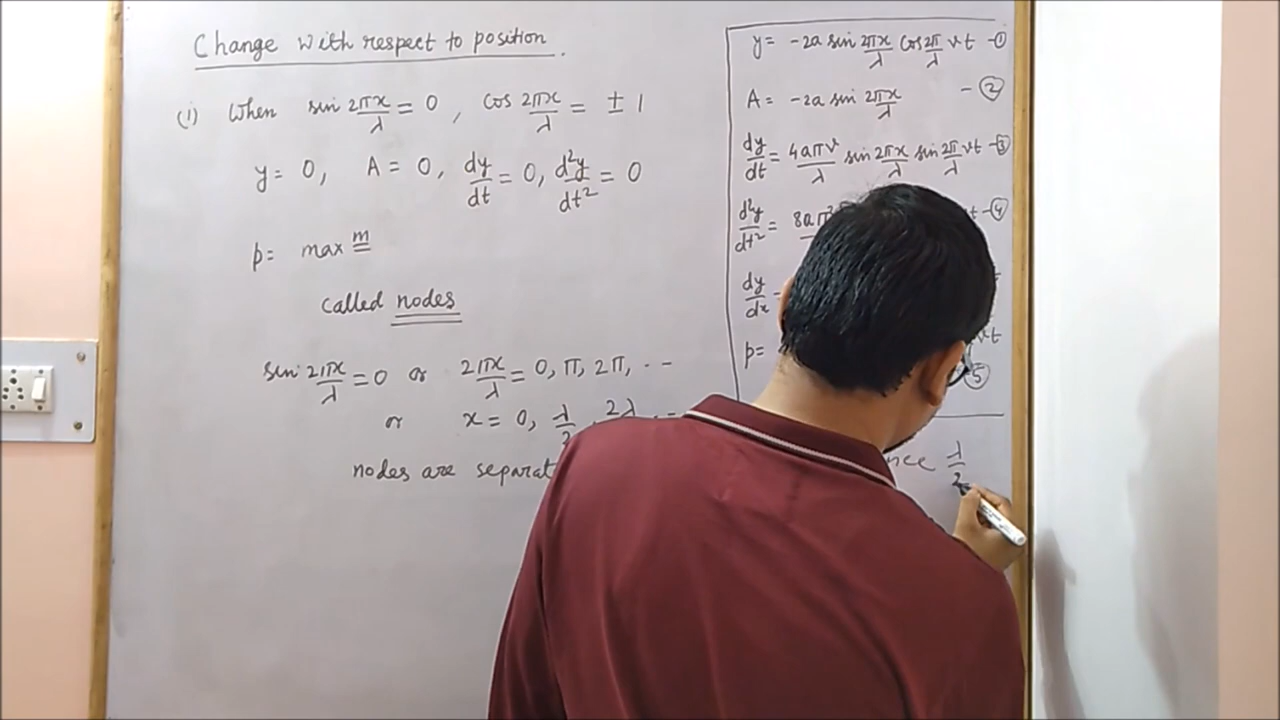 Change with respect to position.
(i) When sin 2πx/λ = 0, cos 2πx/λ = ± 1
y = 0, A = 0, dy/dt = 0, d²y/dt² = 0
p = max m
called nodes
sin 2πx/λ = 0 or 2πx/λ = 0, π, 2π, . - -
or x = 0, λ/2, 2λ . - -
nodes are separat
λ/2
y = -2a sin 2πx/λ cos 2π/λ vt -①
A = -2a sin 2πx/λ -②
dy/dt = 4aπv/λ sin 2πx/λ sin 2π/λ vt -③
d²y/dt² = 8aπ² t -④
dy/dx =
p = vt
⑤